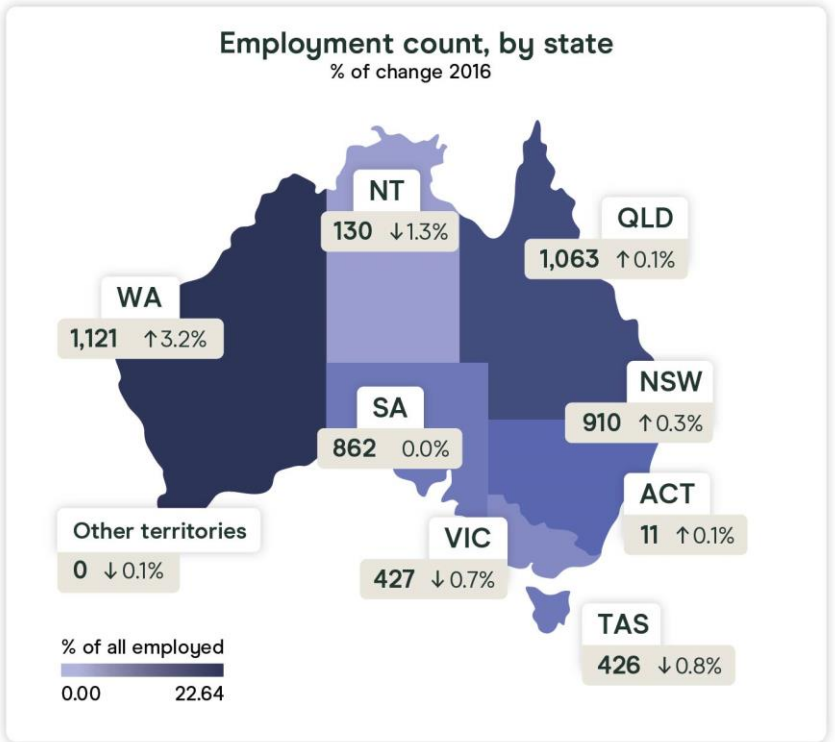 Employment count, by state
% of change 2016
NT
130 ↓1.3%
QLD
1,063 ↑0.1%
WA
1,121 ↑3.2%
NSW
910 ↑0.3%
SA
862 0.0%
ACT
11 ↑0.1%
Other territories
0 ↓0.1%
VIC
427 ↓0.7%
TAS
426 ↓0.8%
% of all employed
0.00 22.64